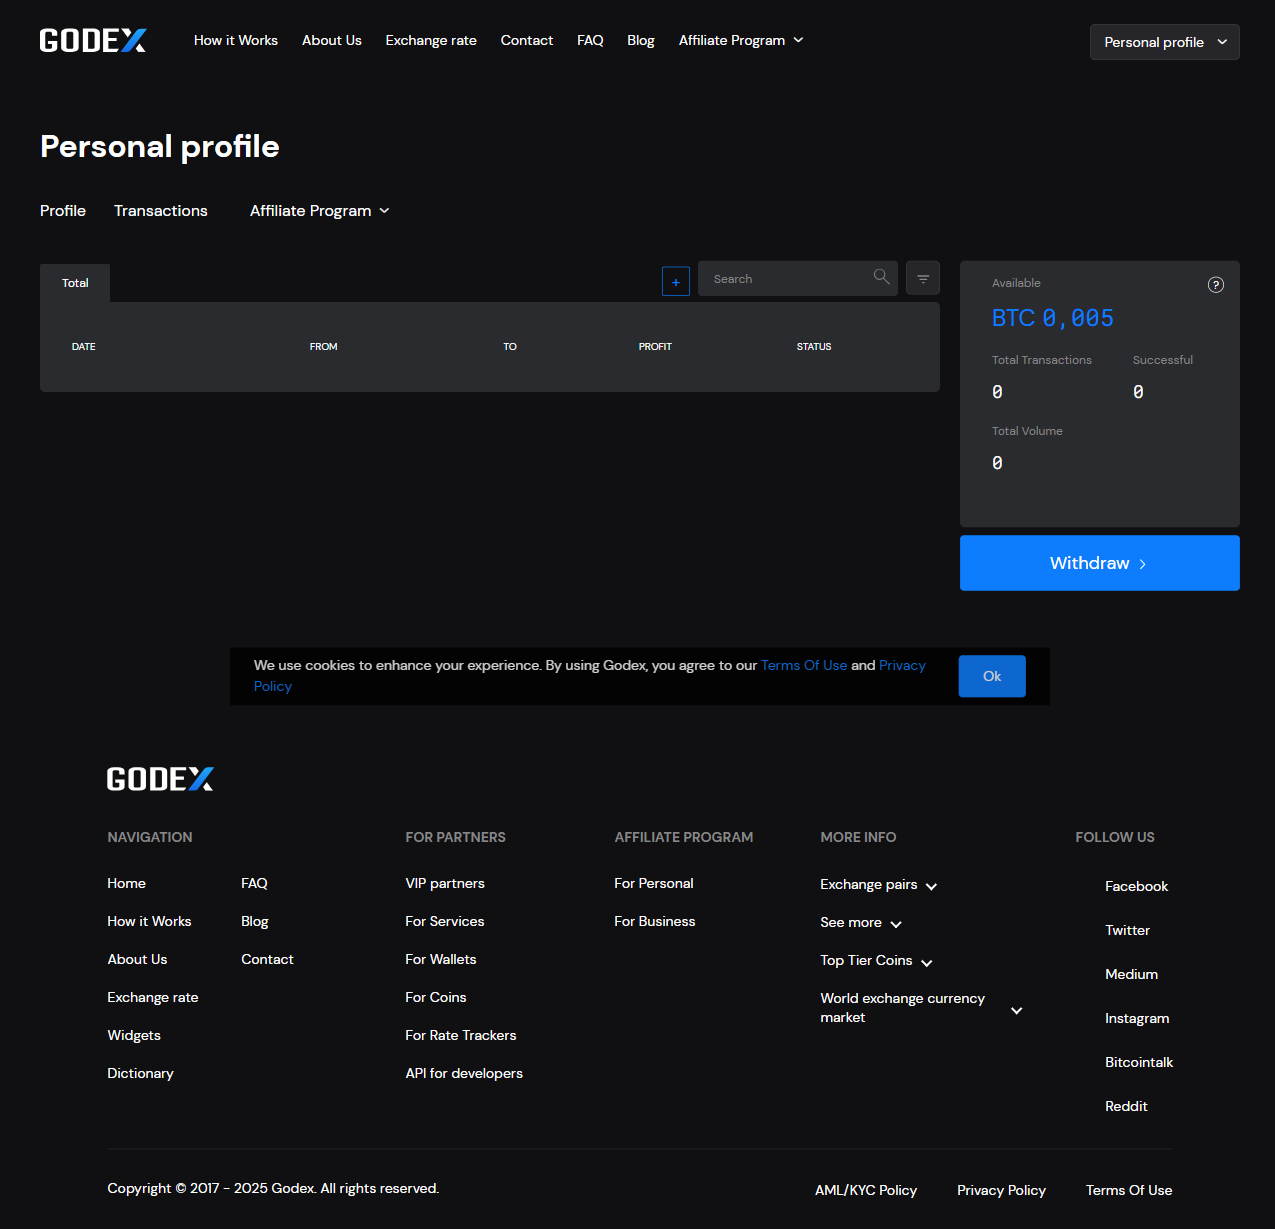 GODEX
How it Works
About Us
Exchange rate
Contact
FAQ
Blog
Affiliate Program
Personal profile
Personal profile
Profile
Transactions
Affiliate Program
Total
+
Search
DATE
FROM
TO
PROFIT
STATUS
Available
?
BTC 0,005
Total Transactions
Successful
0
0
Total Volume
0
Withdraw
We use cookies to enhance your experience. By using Godex, you agree to our Terms Of Use and Privacy
Policy
Ok
GODEX
NAVIGATION
Home
How it Works
About Us
Exchange rate
Widgets
Dictionary
FAQ
Blog
Contact
FOR PARTNERS
VIP partners
For Services
For Wallets
For Coins
For Rate Trackers
API for developers
AFFILIATE PROGRAM
For Personal
For Business
MORE INFO
Exchange pairs
See more
Top Tier Coins
World exchange currency
market
FOLLOW US
Facebook
Twitter
Medium
Instagram
Bitcointalk
Reddit
Copyright © 2017 - 2025 Godex. All rights reserved.
AML/KYC Policy
Privacy Policy
Terms Of Use